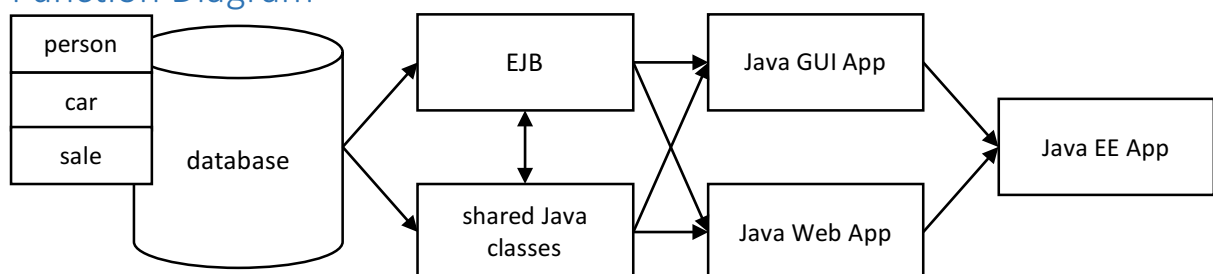 Function Diagram
person
car
sale
database
EJB
shared Java
classes
Java GUI App
Java Web App
Java EE App